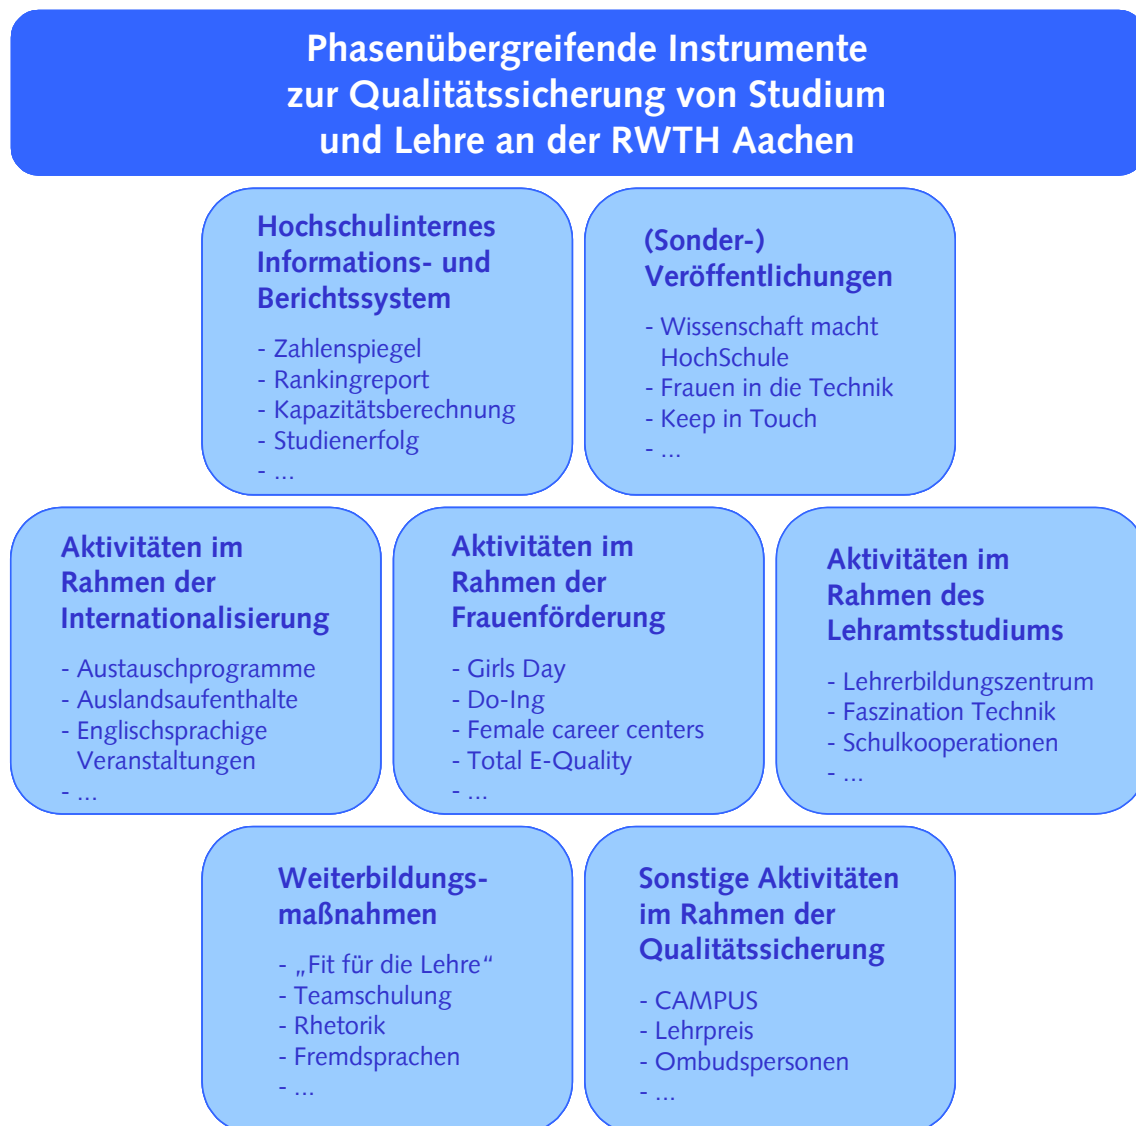 Phasenübergreifende Instrumente
zur Qualitätssicherung von Studium
und Lehre an der RWTH Aachen
Hochschulinternes
Informations- und
Berichtssystem
- Zahlenspiegel
- Rankingreport
- Kapazitätsberechnung
- Studienerfolg
- ...
(Sonder-)
Veröffentlichungen
- Wissenschaft macht
HochSchule
- Frauen in die Technik
- Keep in Touch
- ...
Aktivitäten im
Rahmen der
Internationalisierung
- Austauschprogramme
- Auslandsaufenthalte
- Englischsprachige
Veranstaltungen
- ...
Aktivitäten im
Rahmen der
Frauenförderung
- Girls Day
- Do-Ing
- Female career centers
- Total E-Quality
- ...
Aktivitäten im
Rahmen des
Lehramtsstudiums
- Lehrerbildungszentrum
- Faszination Technik
- Schulkooperationen
- ...
Weiterbildungs-
maßnahmen
- „Fit für die Lehre“
- Teamschulung
- Rhetorik
- Fremdsprachen
- ...
Sonstige Aktivitäten
im Rahmen der
Qualitätssicherung
- CAMPUS
- Lehrpreis
- Ombudspersonen
- ...